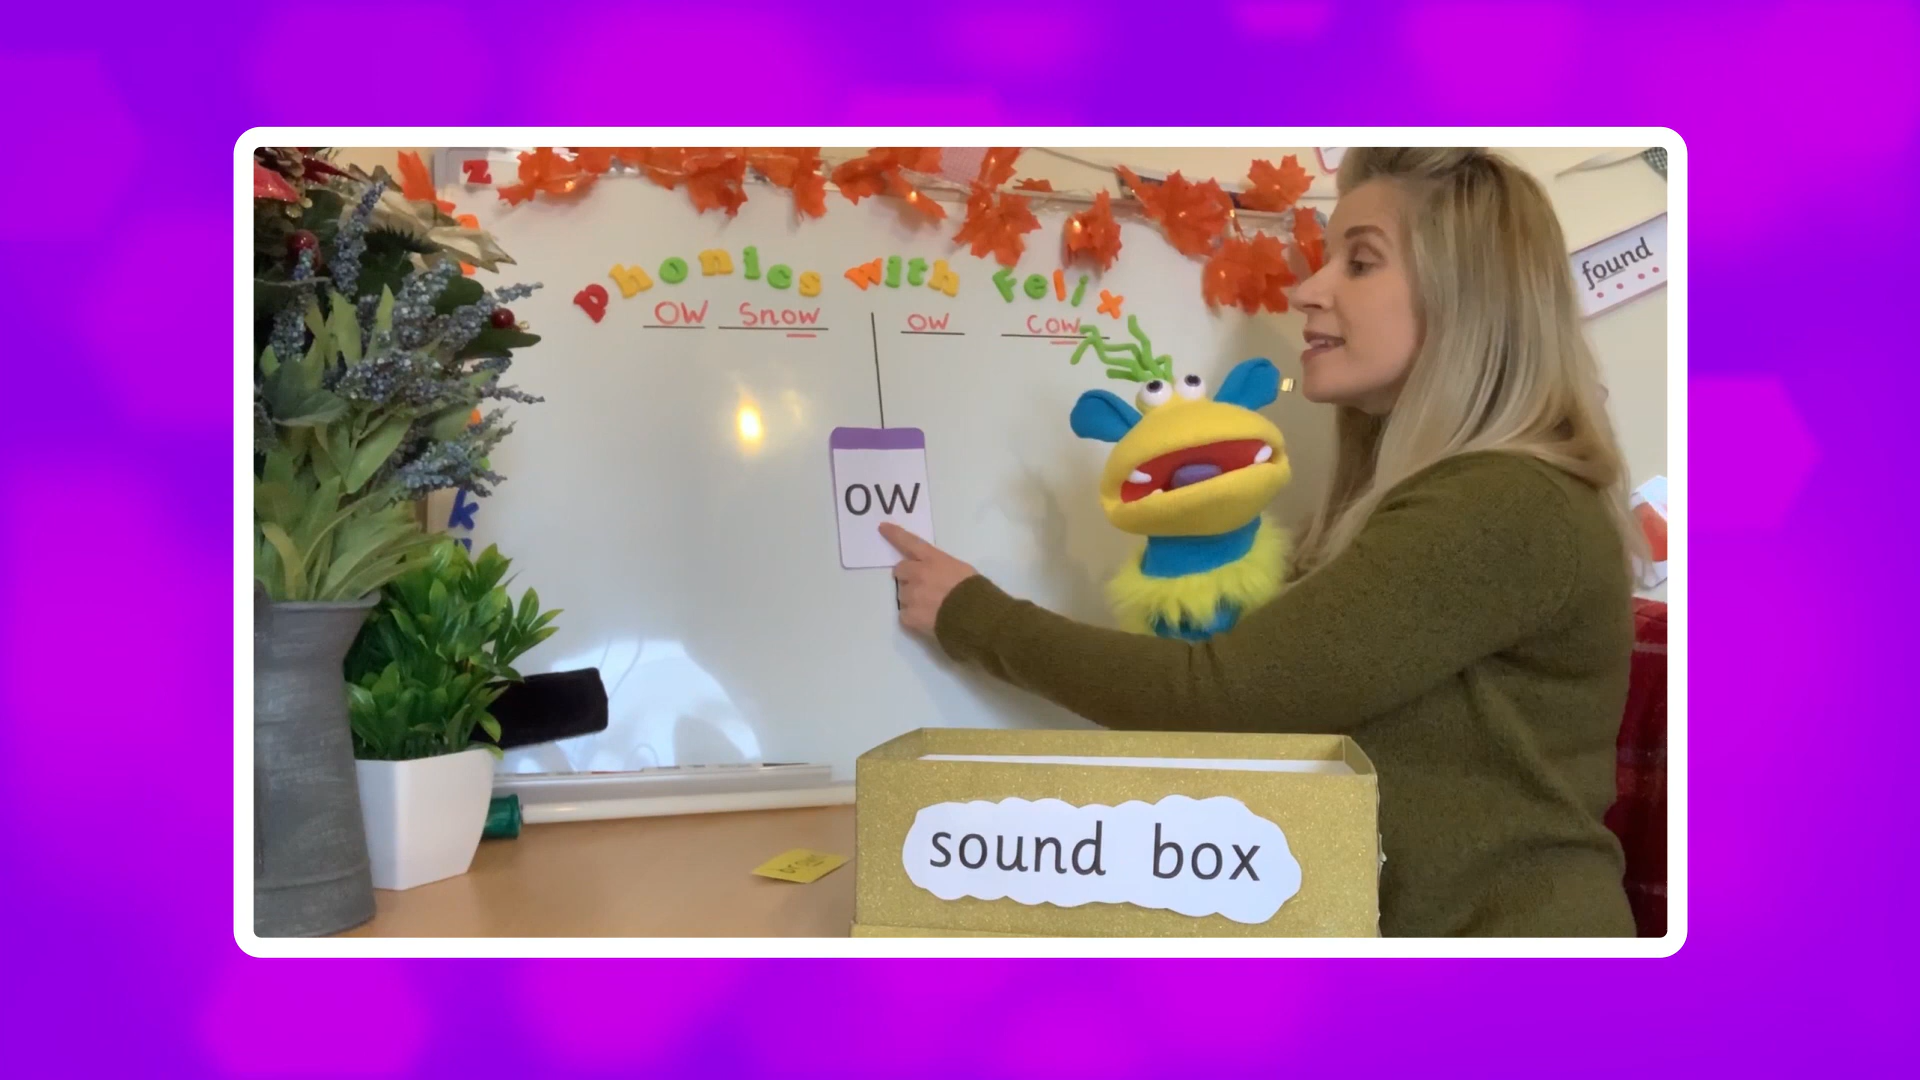 z
phonics with Felix
ow snow ow cow
found
ow
k
sound box